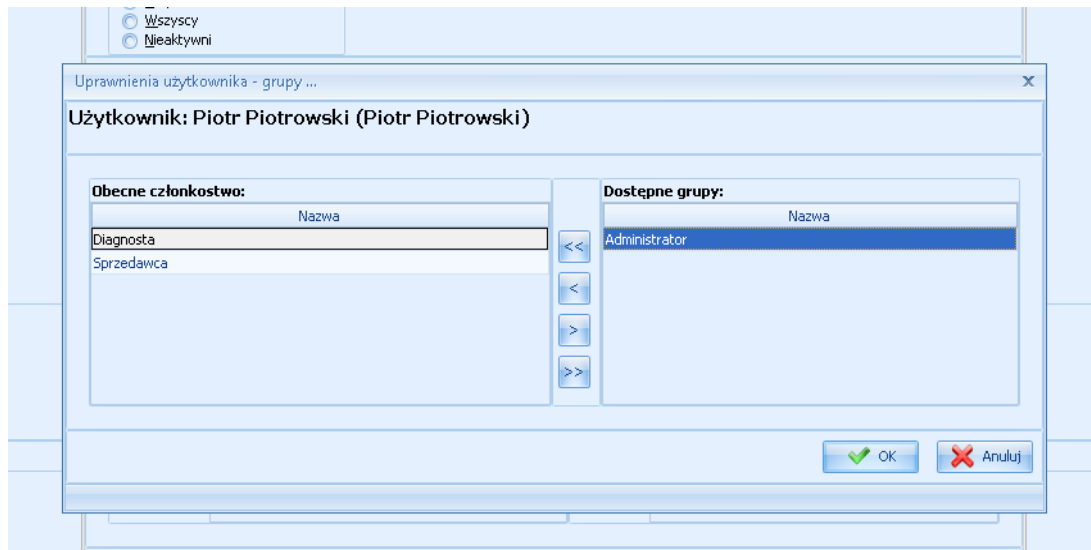 Wszyscy
Nieaktywni
Uprawnienia użytkownika - grupy ...
x
Użytkownik: Piotr Piotrowski (Piotr Piotrowski)
Obecne członkostwo:
Nazwa
Diagnosta
Sprzedawca
<<
<
>
>>
Dostępne grupy:
Nazwa
Administrator
OK
Anuluj